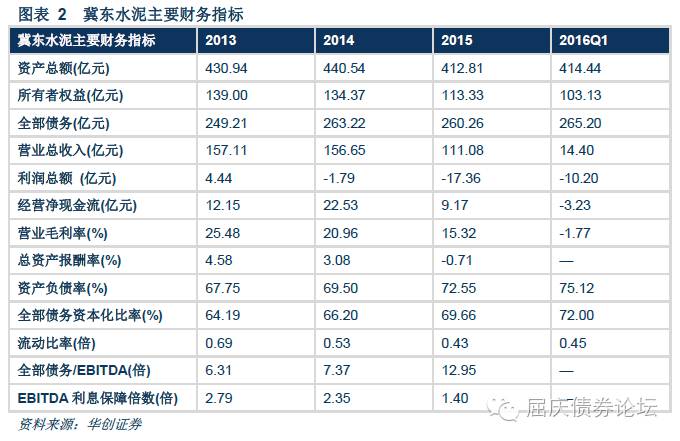 图表 2 冀东水泥主要财务指标
冀东水泥主要财务指标 2013 2014 2015 2016Q1
资产总额(亿元) 430.94 440.54 412.81 414.44
所有者权益(亿元) 139.00 134.37 113.33 103.13
全部债务(亿元) 249.21 263.22 260.26 265.20
营业总收入(亿元) 157.11 156.65 111.08 14.40
利润总额 (亿元) 4.44 -1.79 -17.36 -10.20
经营净现金流(亿元) 12.15 22.53 9.17 -3.23
营业毛利率(%) 25.48 20.96 15.32 -1.77
总资产报酬率(%) 4.58 3.08 -0.71 —
资产负债率(%) 67.75 69.50 72.55 75.12
全部债务资本化比率(%) 64.19 66.20 69.66 72.00
流动比率(倍) 0.69 0.53 0.43 0.45
全部债务/EBITDA(倍) 6.31 7.37 12.95 —
EBITDA 利息保障倍数(倍) 2.79 2.35 1.40 —
屈庆债券论坛
资料来源：华创证券